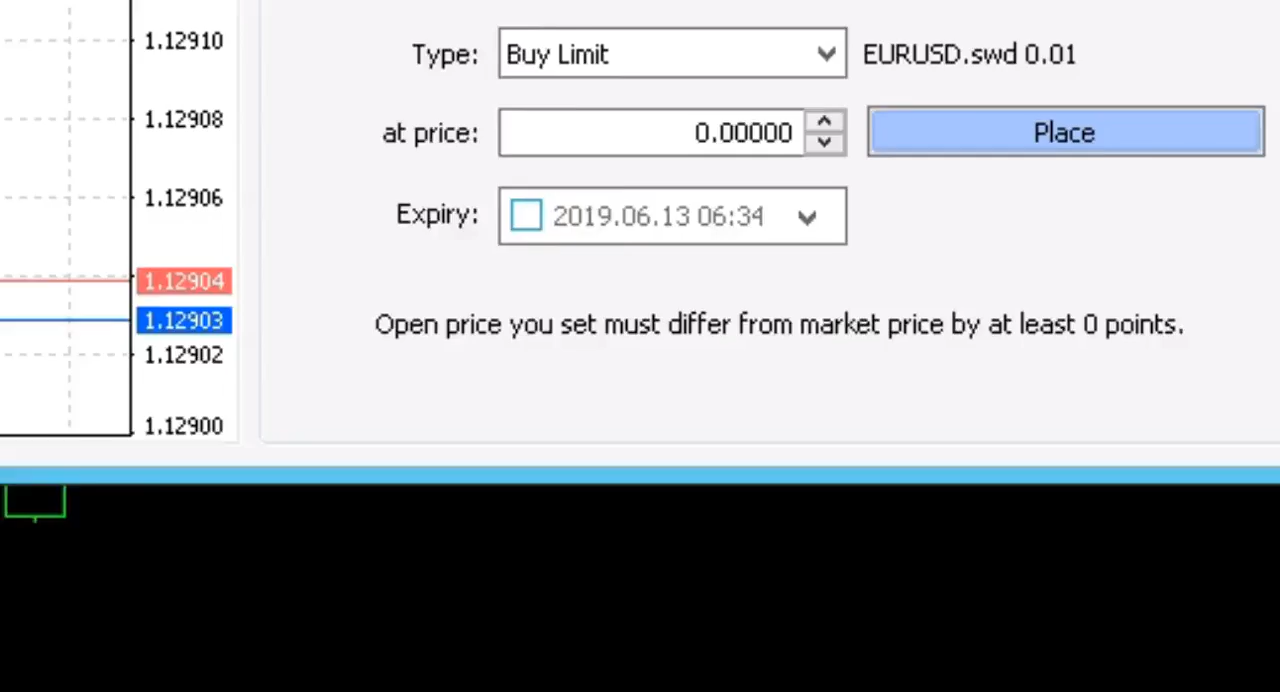 1.12910
1.12908
1.12906
1.12904
1.12903
1.12902
1.12900
Type: Buy Limit EURUSD.swd 0.01
at price: 0.00000 Place
Expiry: 2019.06.13 06:34
Open price you set must differ from market price by at least 0 points.